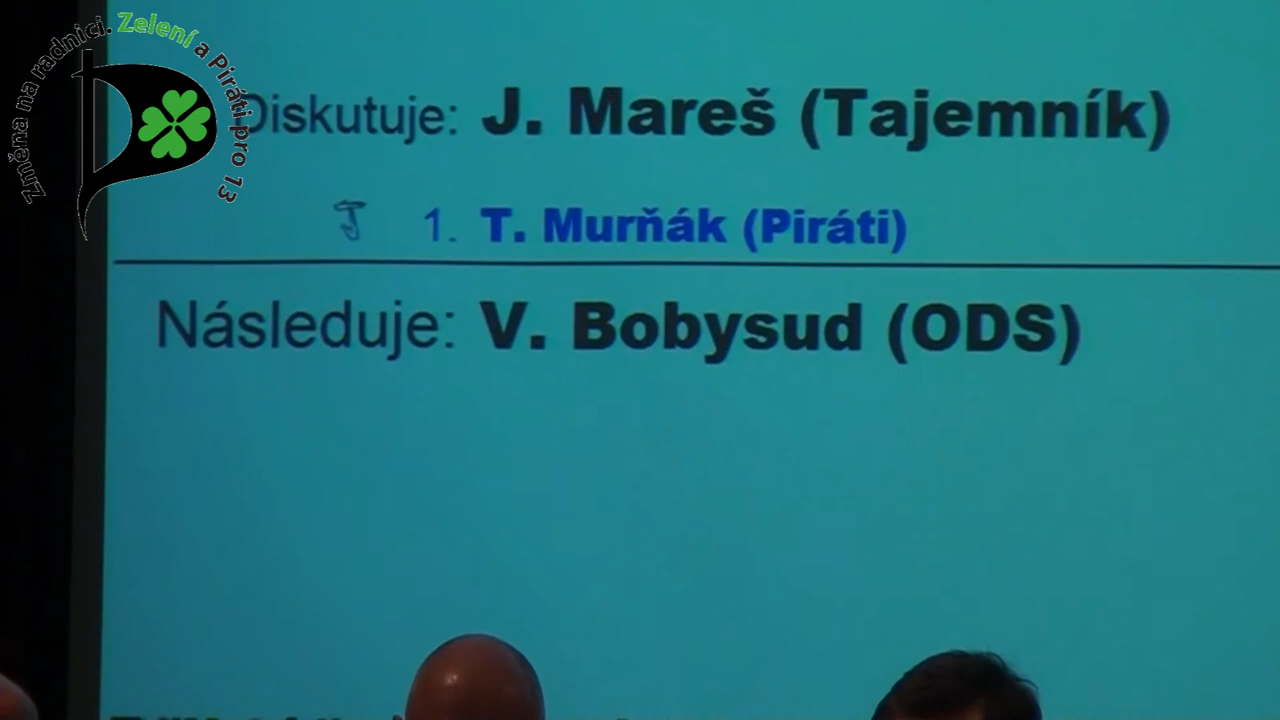 Změna na radnici. Zelení a Piráti pro 13
Diskutuje: J. Mareš (Tajemník)
1. T. Murňák (Piráti)
Následuje: V. Bobysud (ODS)